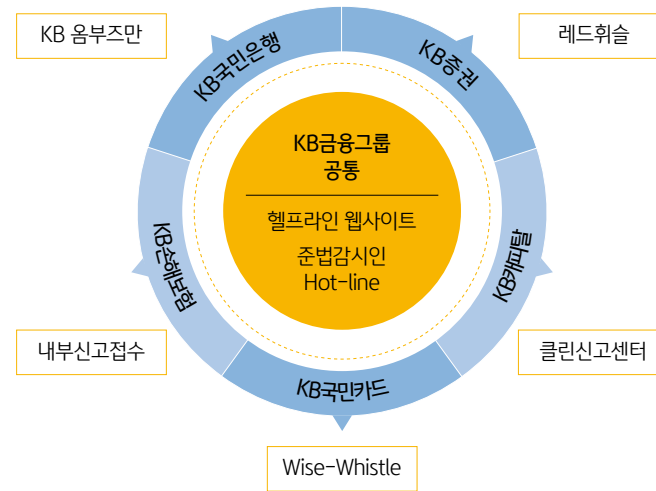 KB 옴부즈만
레드휘슬
KB국민은행
KB증권
KB금융그룹
공통
헬프라인 웹사이트
준법감시인
Hot-line
KB손해보험
KB캐피탈
내부신고접수
클린신고센터
KB국민카드
Wise-Whistle